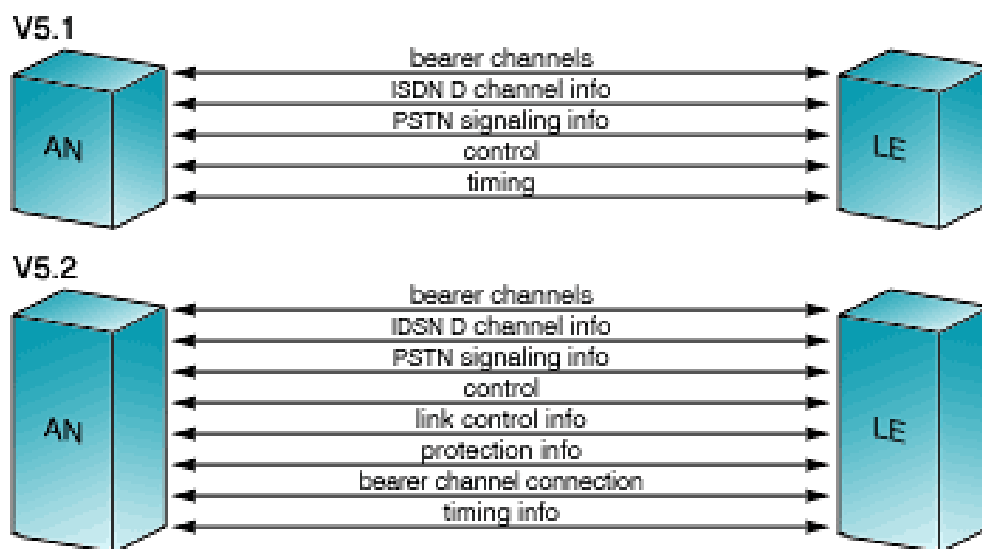 V5.1
bearer channels
ISDN D channel info
PSTN signaling info
control
timing
AN
LE
V5.2
bearer channels
IDSN D channel info
PSTN signaling info
control
link control info
protection info
bearer channel connection
timing info
AN
LE